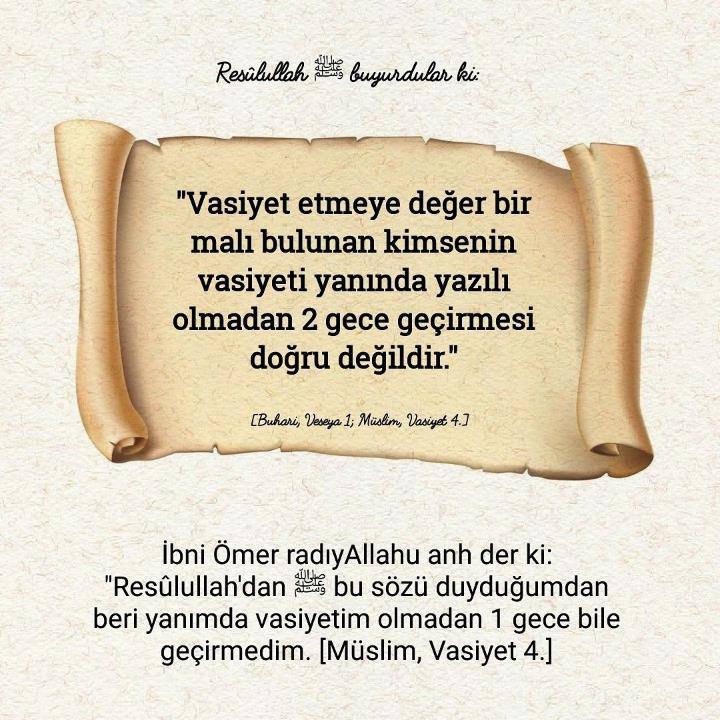 Resûlullah ﷺ buyurdular ki:
"Vasiyet etmeye değer bir
malı bulunan kimsenin
vasiyeti yanında yazılı
olmadan 2 gece geçirmesi
doğru değildir."
[Buhari, Veseya 1; Müslim, Vasiyet 4.]
İbni Ömer radıyAllahu anh der ki:
"Resûlullah'dan ﷺ bu sözü duyduğumdan
beri yanımda vasiyetim olmadan 1 gece bile
geçirmedim. [Müslim, Vasiyet 4.]